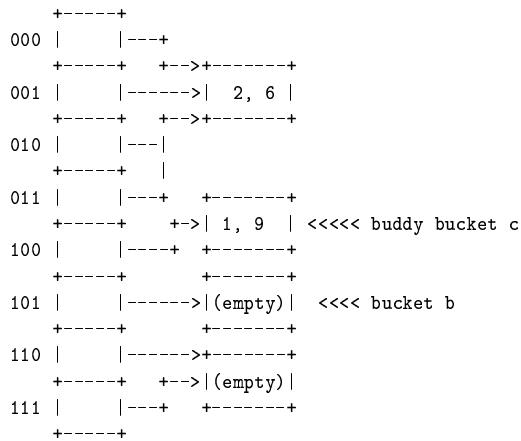 +-----+
000  |     |---+
     +-----+   +-->+-------+
001  |     |------>|  2, 6 |
     +-----+   +-->+-------+
010  |     |---|
     +-----+   |
011  |     |---+   +-------+
     +-----+    +->| 1, 9  | <<<<< buddy bucket c
100  |     |----+  +-------+
     +-----+       +-------+
101  |     |------>|(empty)|  <<<< bucket b
     +-----+       +-------+
110  |     |------>+-------+
     +-----+   +-->|(empty)|
111  |     |---+   +-------+
     +-----+